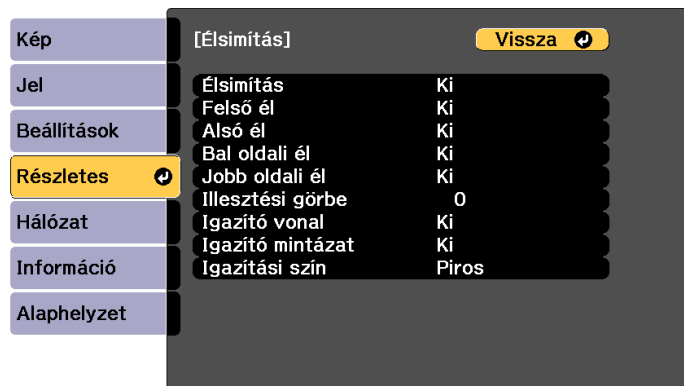 Kép
Jel
Beállítások
Részletes
Hálózat
Információ
Alaphelyzet
[Élsimítás] Vissza
Élsimítás Ki
Felső él Ki
Alsó él Ki
Bal oldali él Ki
Jobb oldali él Ki
Illesztési görbe 0
Igazító vonal Ki
Igazító mintázat Ki
Igazítási szín Piros